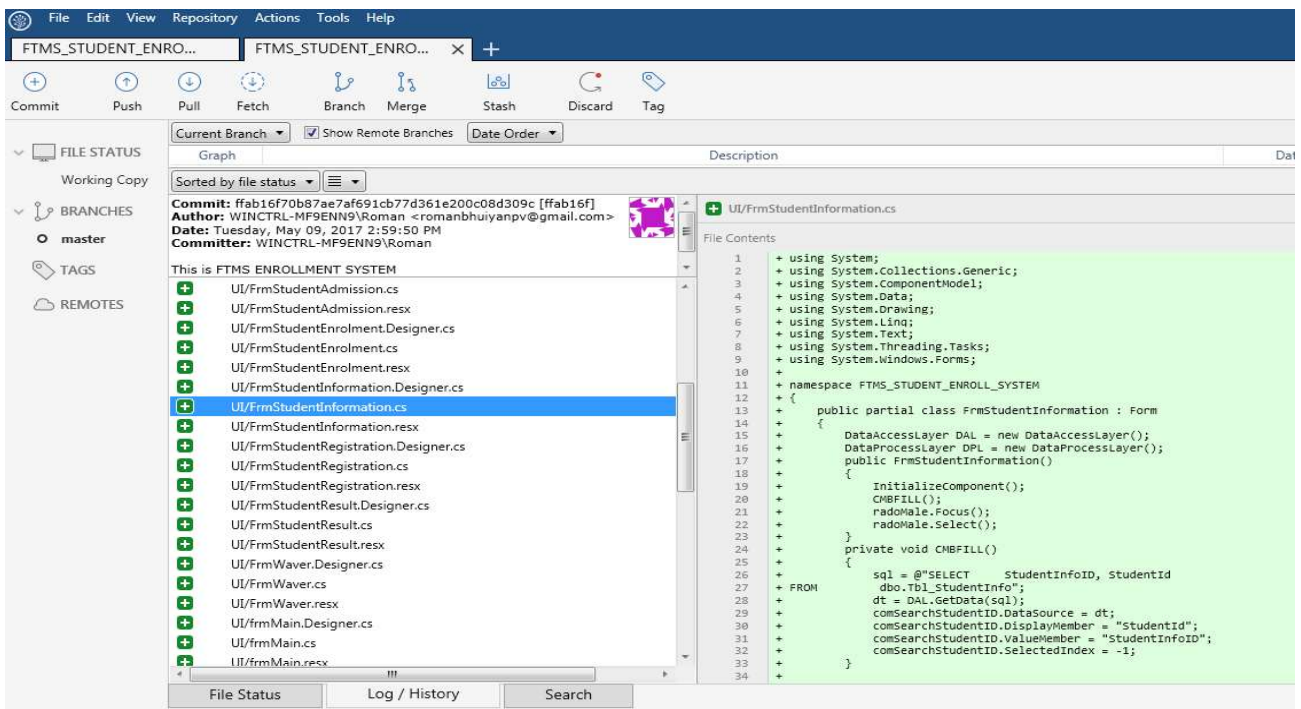 File Edit View Repository Actions Tools Help
FTMS_STUDENT_ENRO... FTMS_STUDENT_ENRO...
Commit Push Pull Fetch Branch Merge Stash Discard Tag
Current Branch Show Remote Branches Date Order
Graph Description Dat
Sorted by file status
FILE STATUS
Working Copy
BRANCHES
master
TAGS
REMOTES
Commit: ffab16f70b87ae7af691cb77d361e200c08d309c [ffab16f]
Author: WINCTRL-MF9ENN9\Roman <romanbhuiyanpv@gmail.com>
Date: Tuesday, May 09, 2017 2:59:50 PM
Committer: WINCTRL-MF9ENN9\Roman
This is FTMS ENROLLMENT SYSTEM
UI/FrmStudentAdmission.cs
UI/FrmStudentAdmission.resx
UI/FrmStudentEnrolment.Designer.cs
UI/FrmStudentEnrolment.cs
UI/FrmStudentEnrolment.resx
UI/FrmStudentInformation.Designer.cs
UI/FrmStudentInformation.cs
UI/FrmStudentInformation.resx
UI/FrmStudentRegistration.Designer.cs
UI/FrmStudentRegistration.cs
UI/FrmStudentRegistration.resx
UI/FrmStudentResult.Designer.cs
UI/FrmStudentResult.cs
UI/FrmStudentResult.resx
UI/FrmWaver.Designer.cs
UI/FrmWaver.cs
UI/FrmWaver.resx
UI/frmMain.Designer.cs
UI/frmMain.cs
UI/frmMain.resx
File Status Log / History Search
UI/FrmStudentInformation.cs
File Contents
1 + using System;
2 + using System.Collections.Generic;
3 + using System.ComponentModel;
4 + using System.Data;
5 + using System.Drawing;
6 + using System.Linq;
7 + using System.Text;
8 + using System.Threading.Tasks;
9 + using System.Windows.Forms;
10 +
11 + namespace FTMS_STUDENT_ENROLL_SYSTEM
12 + {
13 + public partial class FrmStudentInformation : Form
14 + {
15 + DataAccessLayer DAL = new DataAccessLayer();
16 + DataProcessLayer DPL = new DataProcessLayer();
17 + public FrmStudentInformation()
18 + {
19 + InitializeComponent();
20 + CMBFILL();
21 + radoMale.Focus();
22 + radoMale.Select();
23 + }
24 + private void CMBFILL()
25 + {
26 + sql = @"SELECT StudentInfoID, StudentId
27 + FROM dbo.Tbl_StudentInfo";
28 + dt = DAL.GetData(sql);
29 + comSearchStudentID.DataSource = dt;
30 + comSearchStudentID.DisplayMember = "StudentId";
31 + comSearchStudentID.ValueMember = "StudentInfoID";
32 + comSearchStudentID.SelectedIndex = -1;
33 + }
34 +